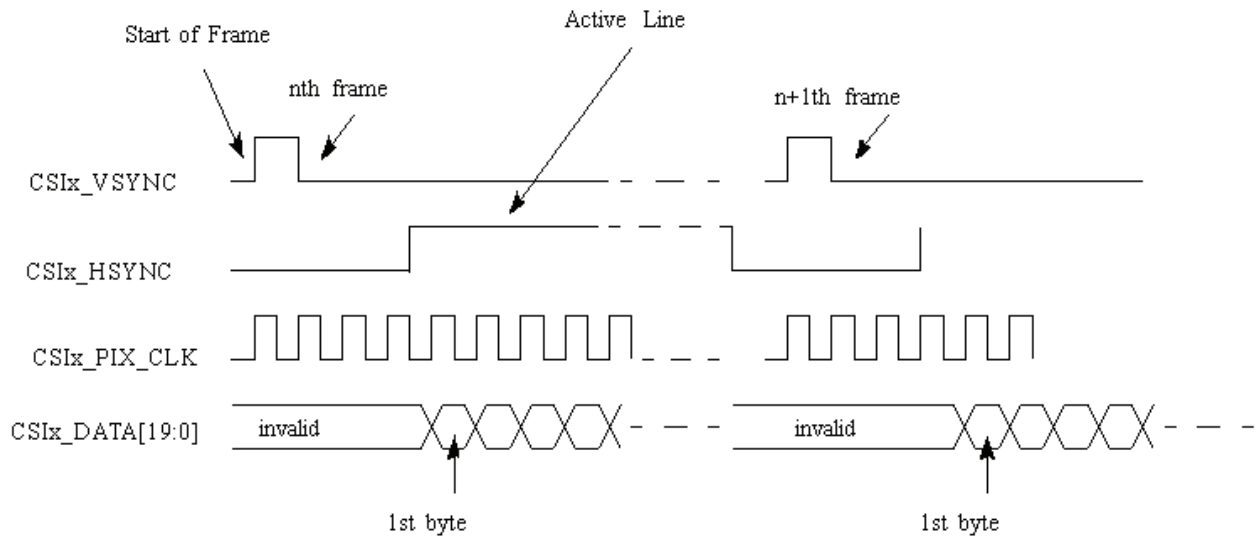 Active Line
Start of Frame
nth frame
n+1th frame
CSIx_VSYNC
CSIx_HSYNC
CSIx_PIX_CLK
CSIx_DATA[19:0]
invalid
invalid
1st byte
1st byte